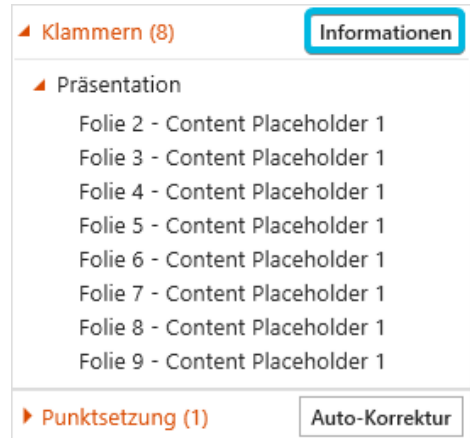 Klammern (8) Informationen
Präsentation
Folie 2 - Content Placeholder 1
Folie 3 - Content Placeholder 1
Folie 4 - Content Placeholder 1
Folie 5 - Content Placeholder 1
Folie 6 - Content Placeholder 1
Folie 7 - Content Placeholder 1
Folie 8 - Content Placeholder 1
Folie 9 - Content Placeholder 1
Punktsetzung (1) Auto-Korrektur